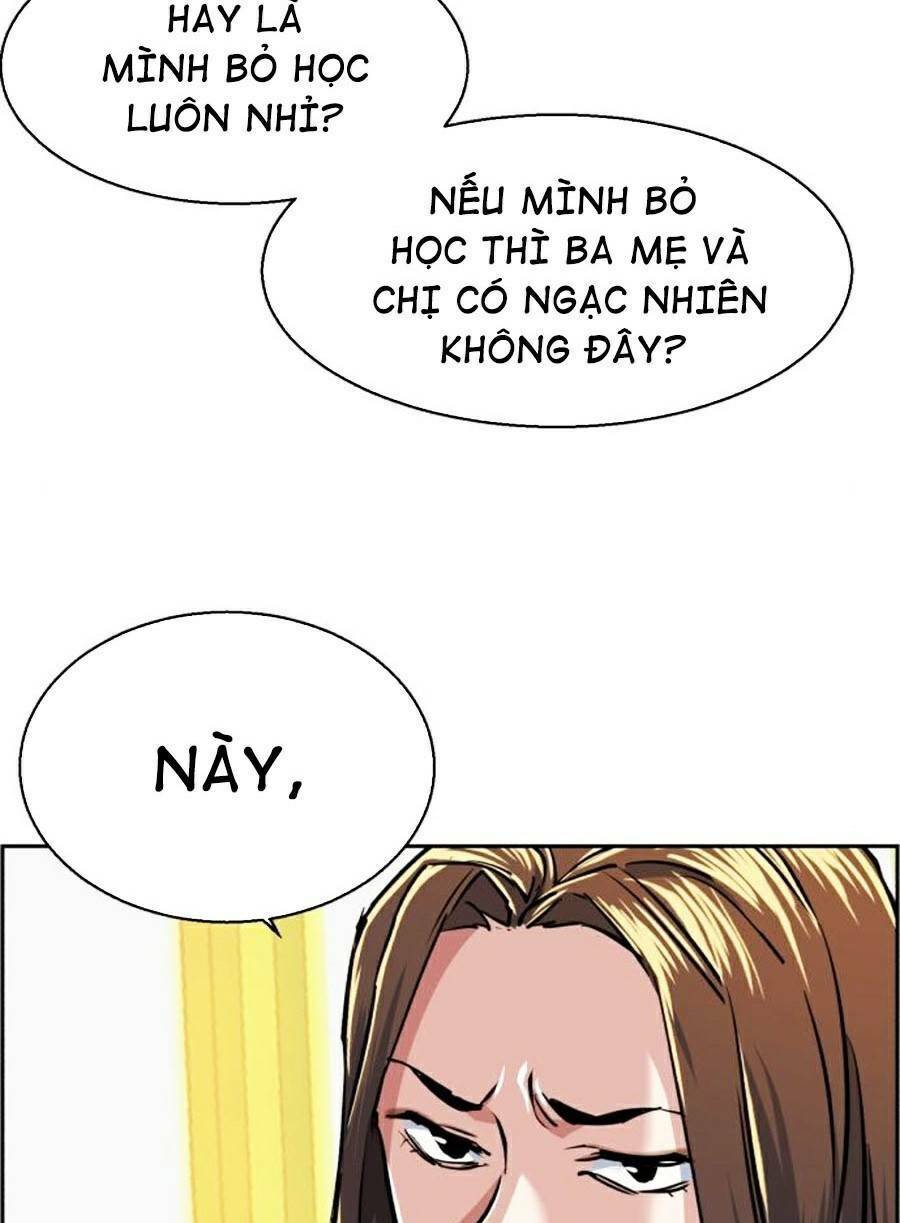 HAY LÀ
MÌNH BỎ HỌC
LUÔN NHỈ?
NẾU MÌNH BỎ
HỌC THÌ BA MẸ VÀ
CHỊ CÓ NGẠC NHIÊN
KHÔNG ĐÂY?
NÀY,